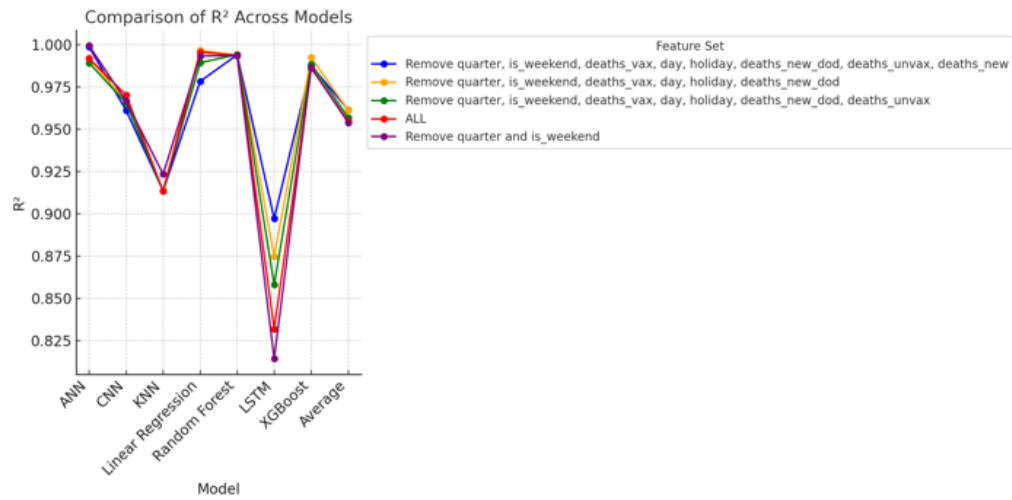 Comparison of R² Across Models
1.000
0.975
0.950
0.925
0.900
0.875
0.850
0.825
R²
ANN
CNN
KNN
Linear Regression
Random Forest
LSTM
XGBoost
Average
Model
Feature Set
Remove quarter, is_weekend, deaths_vax, day, holiday, deaths_new_dod, deaths_unvax, deaths_new
Remove quarter, is_weekend, deaths_vax, day, holiday, deaths_new_dod
Remove quarter, is_weekend, deaths_vax, day, holiday, deaths_new_dod, deaths_unvax
ALL
Remove quarter and is_weekend